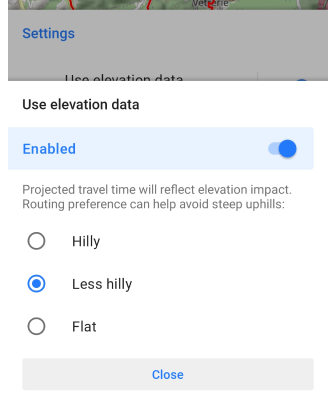 Vetrerie
Settings
Use elevation data
Use elevation data
Enabled
Projected travel time will reflect elevation impact.
Routing preference can help avoid steep uphills:
Hilly
Less hilly
Flat
Close